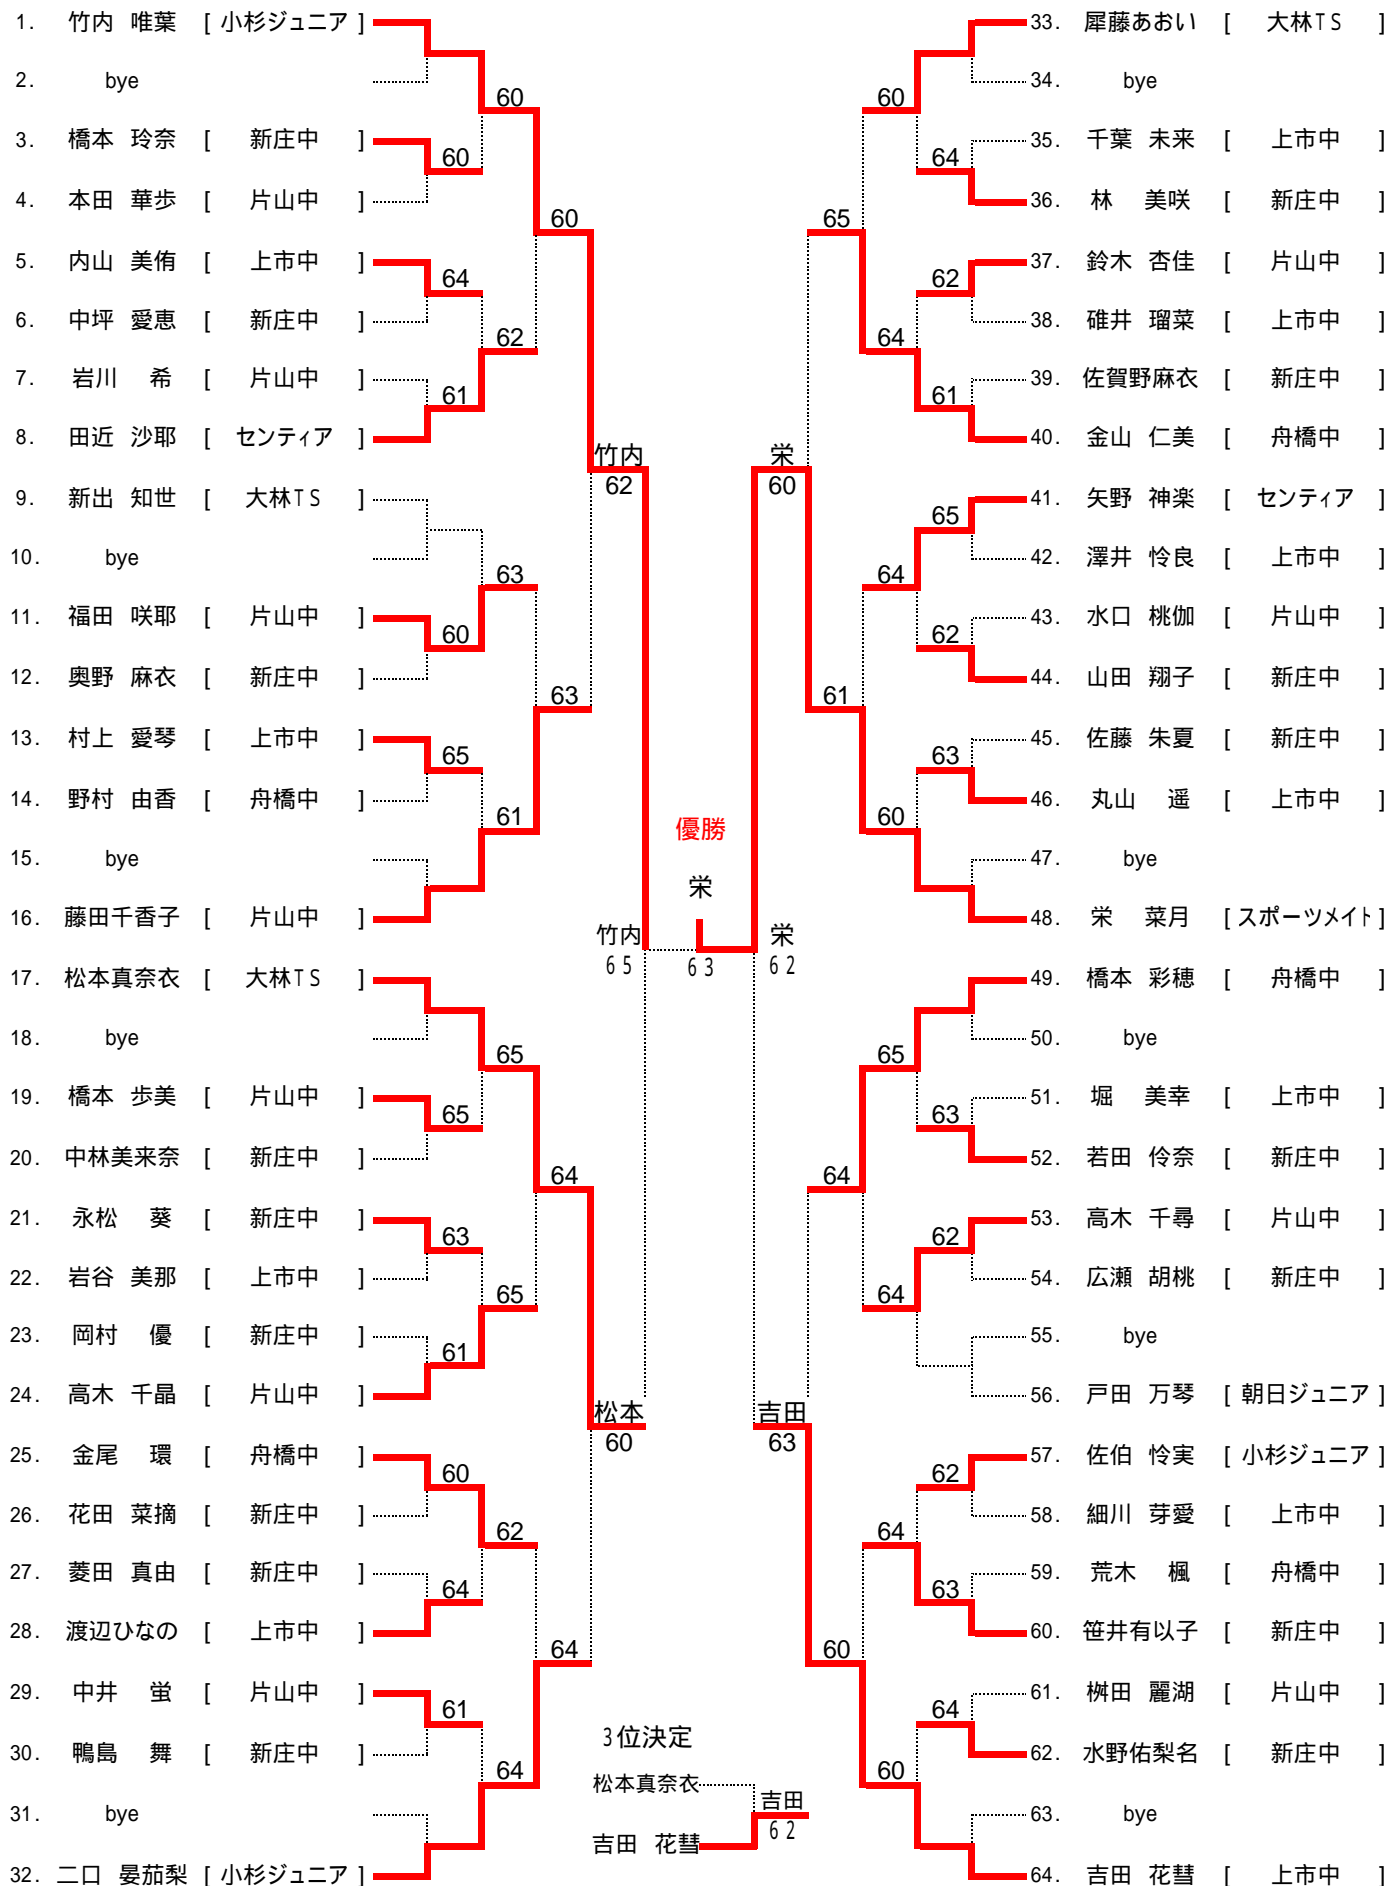 1. 竹内 唯葉 [ 小杉ジュニア ]
2. bye
3. 橋本 玲奈 [ 新庄中 ]
4. 本田 華歩 [ 片山中 ]
5. 内山 美侑 [ 上市中 ]
6. 中坪 愛恵 [ 新庄中 ]
7. 岩川 希 [ 片山中 ]
8. 田近 沙耶 [ センティア ]
9. 新出 知世 [ 大林TS ]
10. bye
11. 福田 咲耶 [ 片山中 ]
12. 奥野 麻衣 [ 新庄中 ]
13. 村上 愛琴 [ 上市中 ]
14. 野村 由香 [ 舟橋中 ]
15. bye
16. 藤田千香子 [ 片山中 ]
17. 松本真奈衣 [ 大林TS ]
18. bye
19. 橋本 歩美 [ 片山中 ]
20. 中林美来奈 [ 新庄中 ]
21. 永松 葵 [ 新庄中 ]
22. 岩谷 美那 [ 上市中 ]
23. 岡村 優 [ 新庄中 ]
24. 高木 千晶 [ 片山中 ]
25. 金尾 環 [ 舟橋中 ]
26. 花田 菜摘 [ 新庄中 ]
27. 菱田 真由 [ 新庄中 ]
28. 渡辺ひなの [ 上市中 ]
29. 中井 蛍 [ 片山中 ]
30. 鴨島 舞 [ 新庄中 ]
31. bye
32. 二口 晏茄梨 [ 小杉ジュニア ]
60
64
61
60
65
65
63
61
60
64
61
60
62
63
61
65
65
62
64
60
63
64
64
竹内
62
松本
60
竹内
65
優勝
栄
63
栄
62
栄
60
吉田
63
65
61
64
60
60
64
64
60
65
64
64
60
64
62
61
65
62
63
63
62
62
63
64
3位決定
松本真奈衣
吉田 花彗
吉田
62
33. 犀藤あおい [ 大林TS ]
34. bye
35. 千葉 未来 [ 上市中 ]
36. 林 美咲 [ 新庄中 ]
37. 鈴木 杏佳 [ 片山中 ]
38. 碓井 瑠菜 [ 上市中 ]
39. 佐賀野麻衣 [ 新庄中 ]
40. 金山 仁美 [ 舟橋中 ]
41. 矢野 神楽 [ センティア ]
42. 澤井 怜良 [ 上市中 ]
43. 水口 桃伽 [ 片山中 ]
44. 山田 翔子 [ 新庄中 ]
45. 佐藤 朱夏 [ 新庄中 ]
46. 丸山 遥 [ 上市中 ]
47. bye
48. 栄 菜月 [ スポーツメイト ]
49. 橋本 彩穂 [ 舟橋中 ]
50. bye
51. 堀 美幸 [ 上市中 ]
52. 若田 伶奈 [ 新庄中 ]
53. 高木 千尋 [ 片山中 ]
54. 広瀬 胡桃 [ 新庄中 ]
55. bye
56. 戸田 万琴 [ 朝日ジュニア ]
57. 佐伯 怜実 [ 小杉ジュニア ]
58. 細川 芽愛 [ 上市中 ]
59. 荒木 楓 [ 舟橋中 ]
60. 笹井有以子 [ 新庄中 ]
61. 桝田 麗湖 [ 片山中 ]
62. 水野佑梨名 [ 新庄中 ]
63. bye
64. 吉田 花彗 [ 上市中 ]